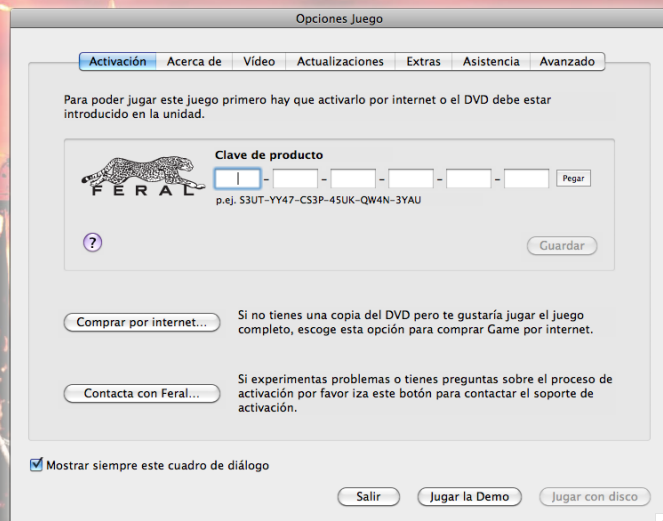 Opciones Juego
Activación Acerca de Vídeo Actualizaciones Extras Asistencia Avanzado
Para poder jugar este juego primero hay que activarlo por internet o el DVD debe estar
introducido en la unidad.
Clave de producto
FERAL
- - - - - Pegar
p.ej. S3UT-YY47-CS3P-45UK-QW4N-3YAU
?
Guardar
Comprar por internet...
Si no tienes una copia del DVD pero te gustaría jugar el juego
completo, escoge esta opción para comprar Game por internet.
Contacta con Feral...
Si experimentas problemas o tienes preguntas sobre el proceso de
activación por favor iza este botón para contactar el soporte de
activación.
Mostrar siempre este cuadro de diálogo
Salir Jugar la Demo Jugar con disco